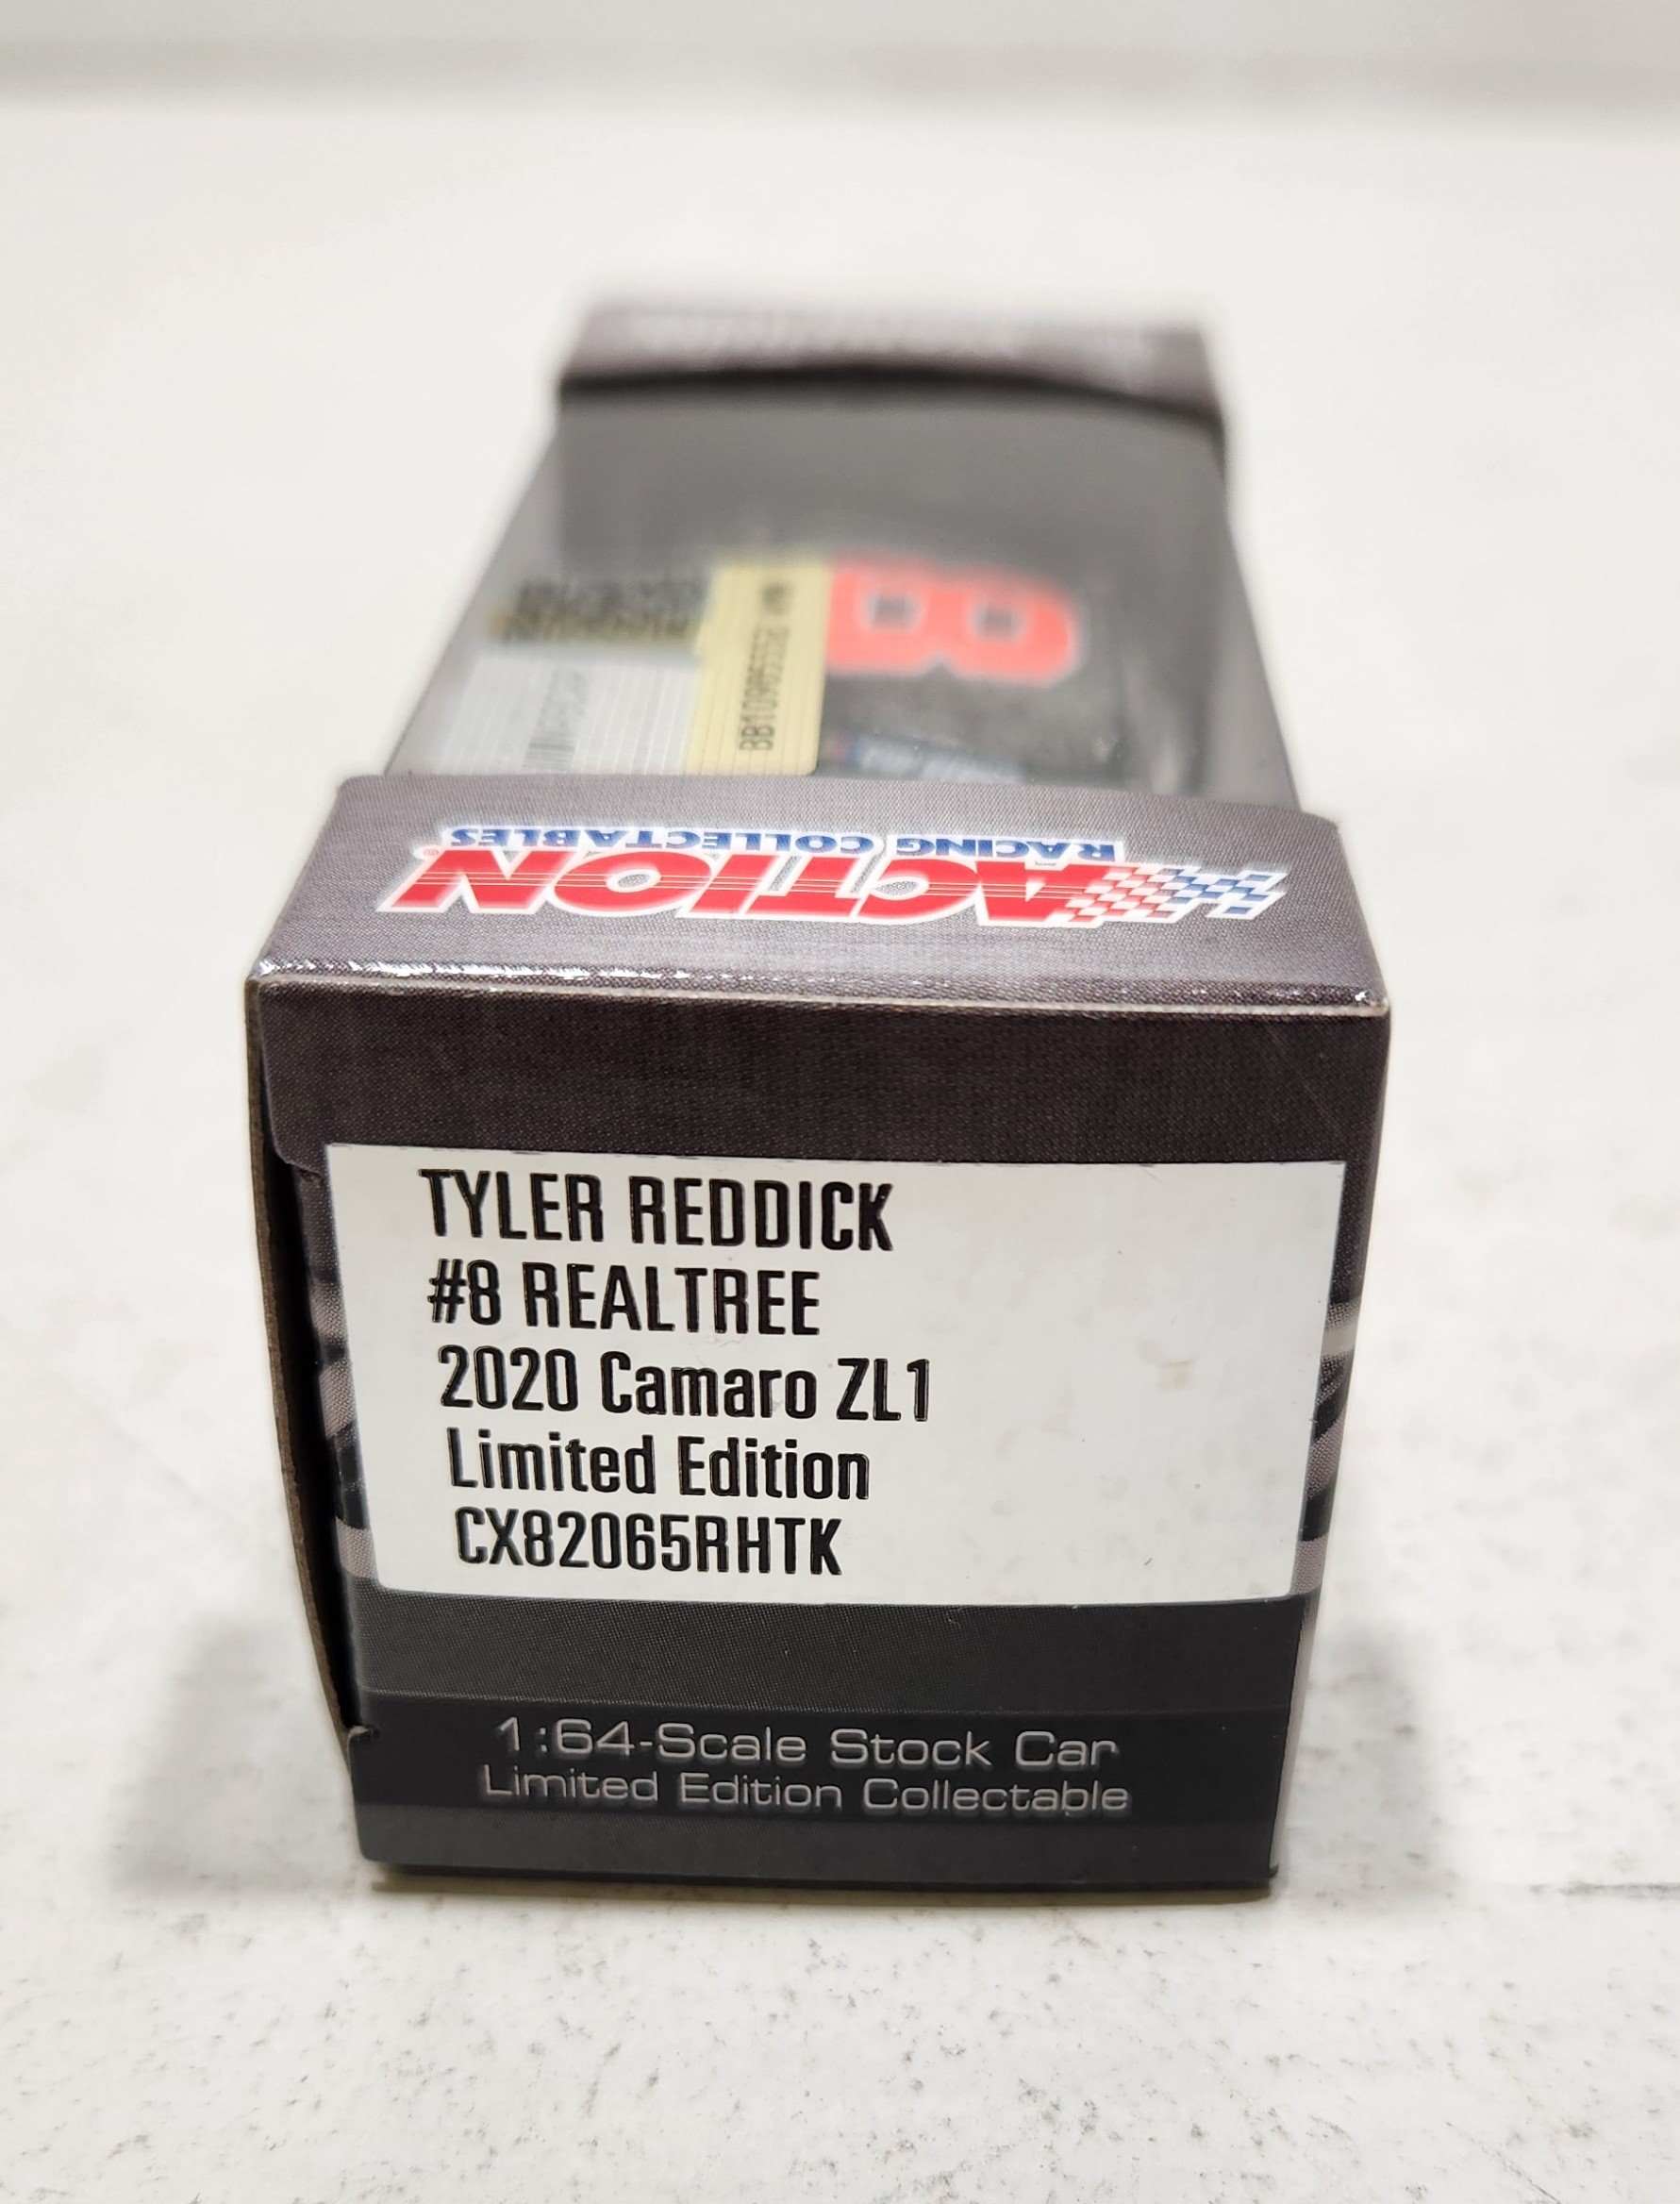 8
ACTION
RACING COLLECTABLES
TYLER REDDICK
#8 REALTREE
2020 Camaro ZL1
Limited Edition
CX82065RHTK
1:64-Scale Stock Car
Limited Edition Collectable